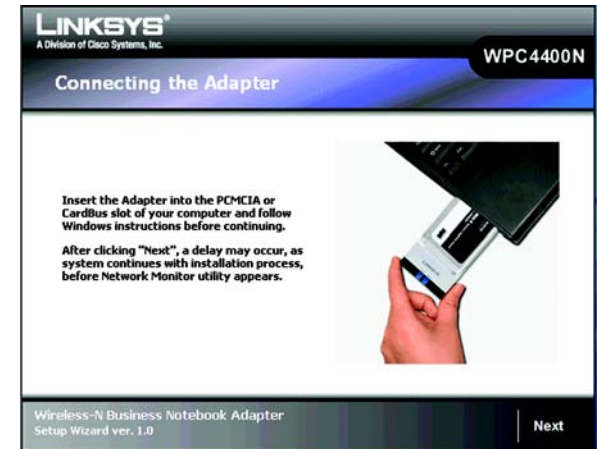 LINKSYS®
A Division of Cisco Systems, Inc.
WPC4400N
Connecting the Adapter
Insert the Adapter into the PCMCIA or
CardBus slot of your computer and follow
Windows instructions before continuing.
After clicking "Next", a delay may occur, as
system continues with installation process,
before Network Monitor utility appears.
Wireless-N Business Notebook Adapter
Setup Wizard ver. 1.0
Next